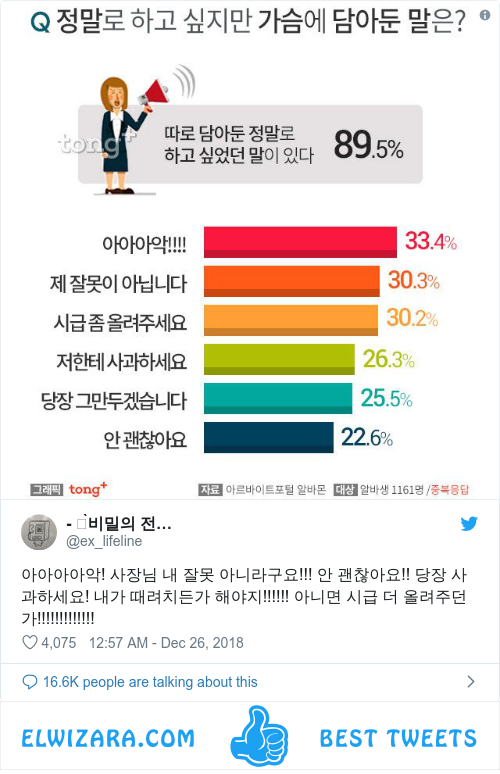 Q 정말로 하고 싶지만 가슴에 담아둔 말은?
tong+
따로 담아둔 정말로
하고 싶었던 말이 있다 89.5%
아아아악!!!! 33.4%
제 잘못이 아닙니다 30.3%
시급 좀 올려주세요 30.2%
저한테 사과하세요 26.3%
당장 그만두겠습니다 25.5%
안 괜찮아요 22.6%
그래픽 tong+ 자료 아르바이트포털 알바몬 대상 알바생 1161명 /중복응답
- 비밀의 전...
@ex_lifeline
아아아아악! 사장님 내 잘못 아니라구요!!! 안 괜찮아요!! 당장 사
과하세요! 내가 때려치든가 해야지!!!!!! 아니면 시급 더 올려주던
가!!!!!!!!!!!!!
4,075 12:57 AM - Dec 26, 2018
16.6K people are talking about this
ELWIZARA.COM BEST TWEETS